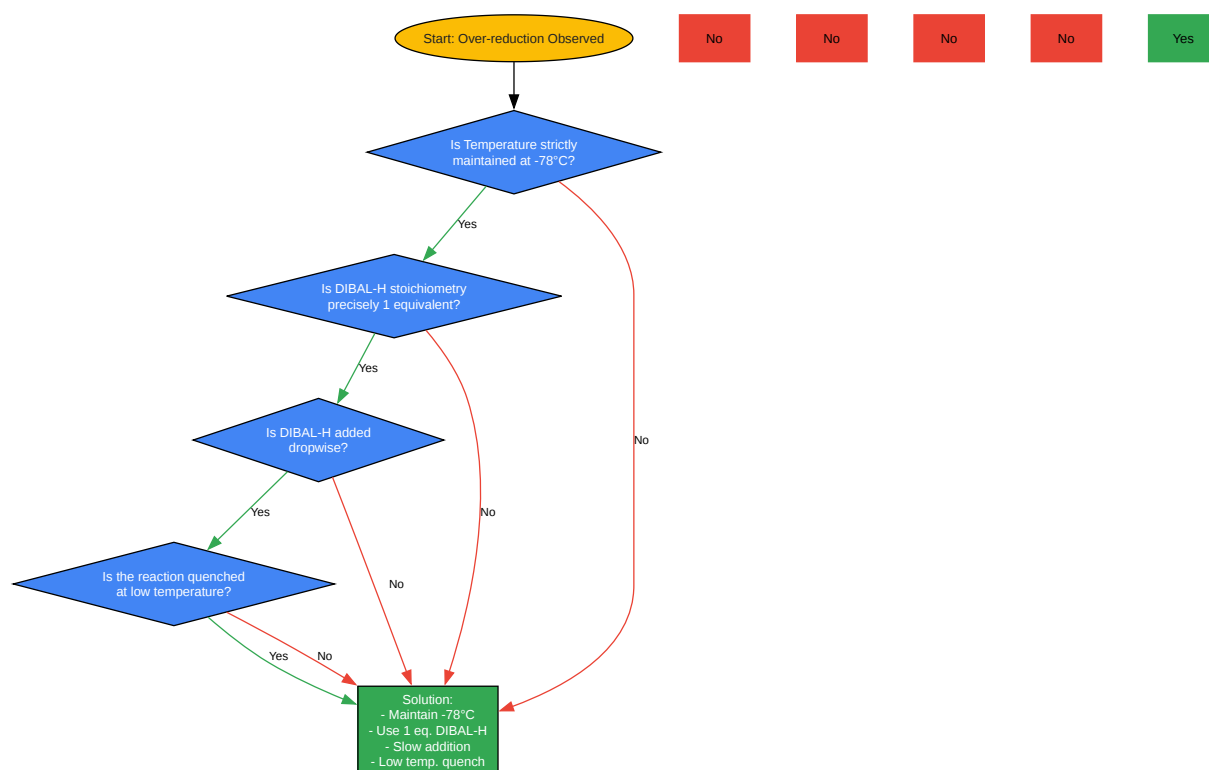 Start: Over-reduction Observed
No
No
No
No
Yes
Is Temperature strictly
maintained at -78°C?
Yes
Is DIBAL-H stoichiometry
precisely 1 equivalent?
Yes
Is DIBAL-H added
dropwise?
No
Yes
No
Is the reaction quenched
at low temperature?
No
Yes
No
Solution:
- Maintain -78°C
- Use 1 eq. DIBAL-H
- Slow addition
- Low temp. quench